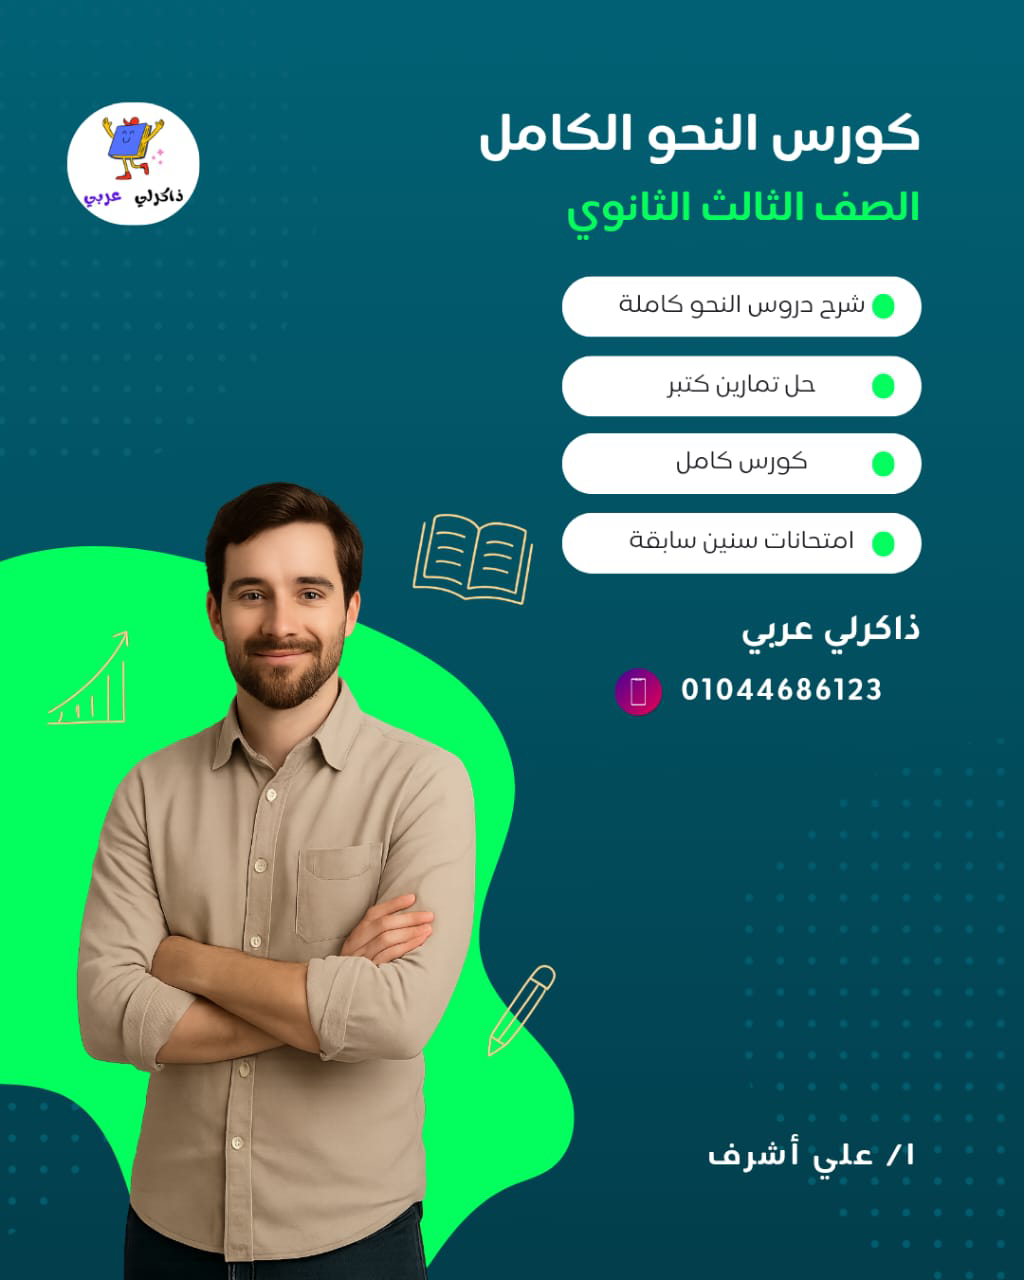 ذاكرلي عربي
كورس النحو الكامل
الصف الثالث الثانوي
شرح دروس النحو كاملة
حل تمارين كتبر
كورس كامل
امتحانات سنين سابقة
ذاكرلي عربي
01044686123
ا/ علي أشرف